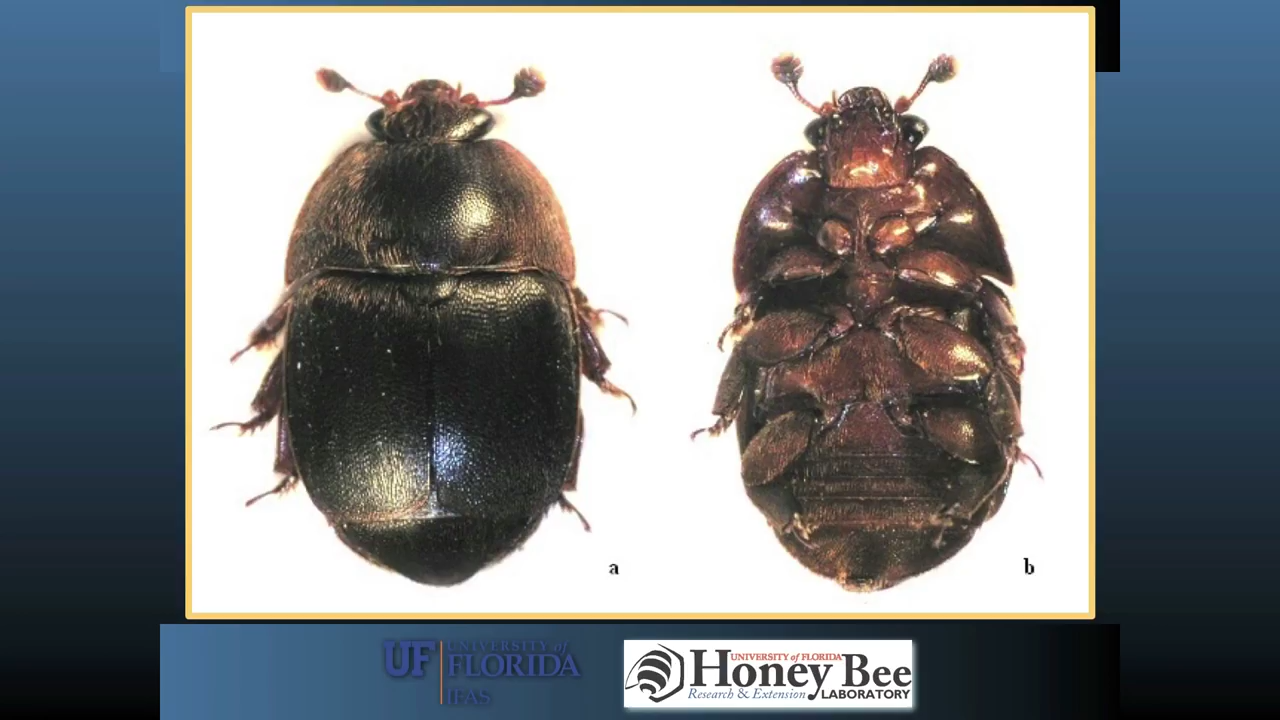 a
b
UF UNIVERSITY of
FLORIDA
IFAS
UNIVERSITY of FLORIDA
Honey Bee
Research & Extension LABORATORY